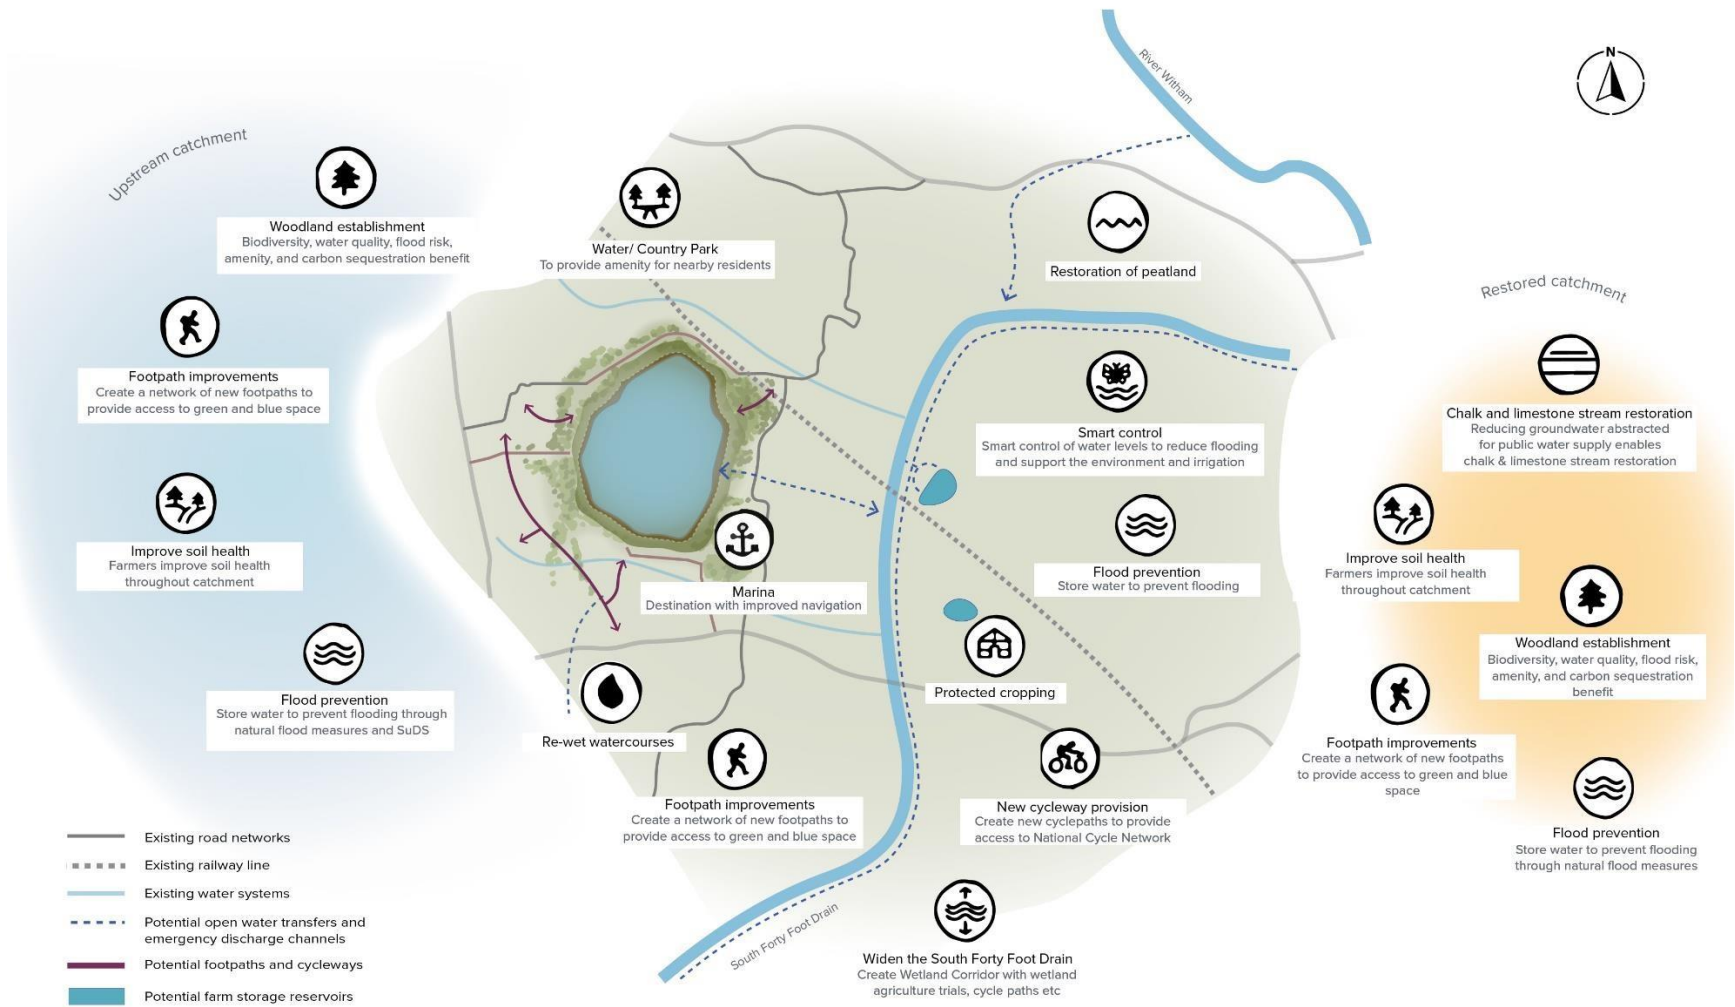 N
River Witham
Upstream catchment
Woodland establishment
Biodiversity, water quality, flood risk,
amenity, and carbon sequestration benefit
Footpath improvements
Create a network of new footpaths to
provide access to green and blue space
Improve soil health
Farmers improve soil health
throughout catchment
Flood prevention
Store water to prevent flooding through
natural flood measures and SuDS
Water/ Country Park
To provide amenity for nearby residents
Restoration of peatland
Smart control
Smart control of water levels to reduce flooding
and support the environment and irrigation
Flood prevention
Store water to prevent flooding
Marina
Destination with improved navigation
Protected cropping
Re-wet watercourses
Footpath improvements
Create a network of new footpaths to
provide access to green and blue space
New cycleway provision
Create new cyclepaths to provide
access to National Cycle Network
South Forty Foot Drain
Widen the South Forty Foot Drain
Create Wetland Corridor with wetland
agriculture trials, cycle paths etc
Restored catchment
Chalk and limestone stream restoration
Reducing groundwater abstracted
for public water supply enables
chalk & limestone stream restoration
Improve soil health
Farmers improve soil health
throughout catchment
Woodland establishment
Biodiversity, water quality, flood risk,
amenity, and carbon sequestration
benefit
Footpath improvements
Create a network of new footpaths
to provide access to green and blue
space
Flood prevention
Store water to prevent flooding
through natural flood measures
Existing road networks
Existing railway line
Existing water systems
Potential open water transfers and
emergency discharge channels
Potential footpaths and cycleways
Potential farm storage reservoirs